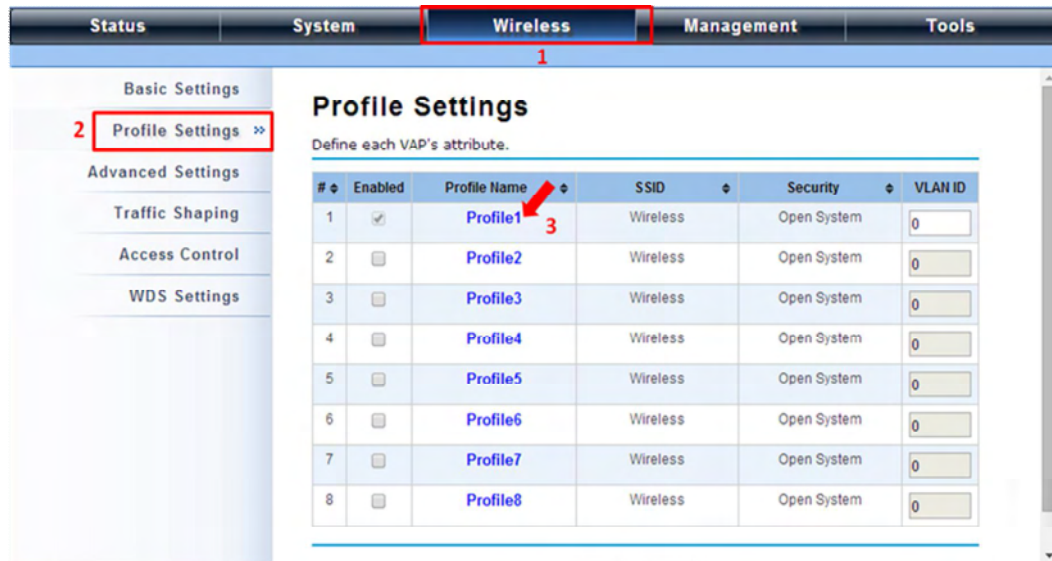 Status System Wireless Management Tools
1
Basic Settings
2 Profile Settings »
Advanced Settings
Traffic Shaping
Access Control
WDS Settings
Profile Settings
Define each VAP's attribute.
# Enabled Profile Name SSID Security VLAN ID
1 Profile1 Wireless Open System 0
3
2 Profile2 Wireless Open System 0
3 Profile3 Wireless Open System 0
4 Profile4 Wireless Open System 0
5 Profile5 Wireless Open System 0
6 Profile6 Wireless Open System 0
7 Profile7 Wireless Open System 0
8 Profile8 Wireless Open System 0